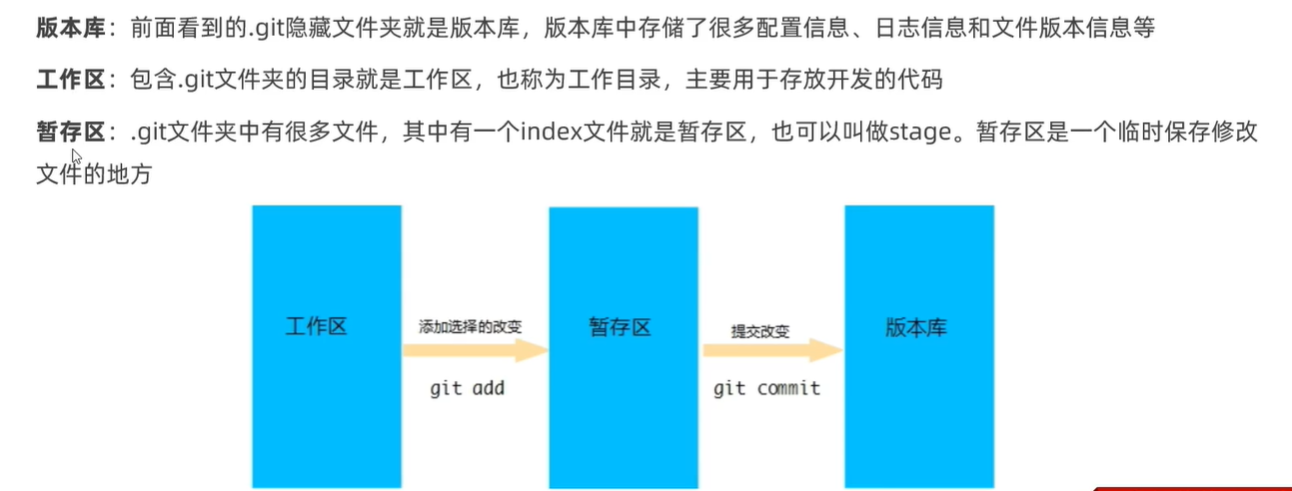 版本库：前面看到的.git隐藏文件夹就是版本库，版本库中存储了很多配置信息、日志信息和文件版本信息等
工作区：包含.git文件夹的目录就是工作区，也称为工作目录，主要用于存放开发的代码
暂存区：.git文件夹中有很多文件，其中有一个index文件就是暂存区，也可以叫做stage。暂存区是一个临时保存修改
文件的地方
工作区
添加选择的改变
git add
暂存区
提交改变
git commit
版本库